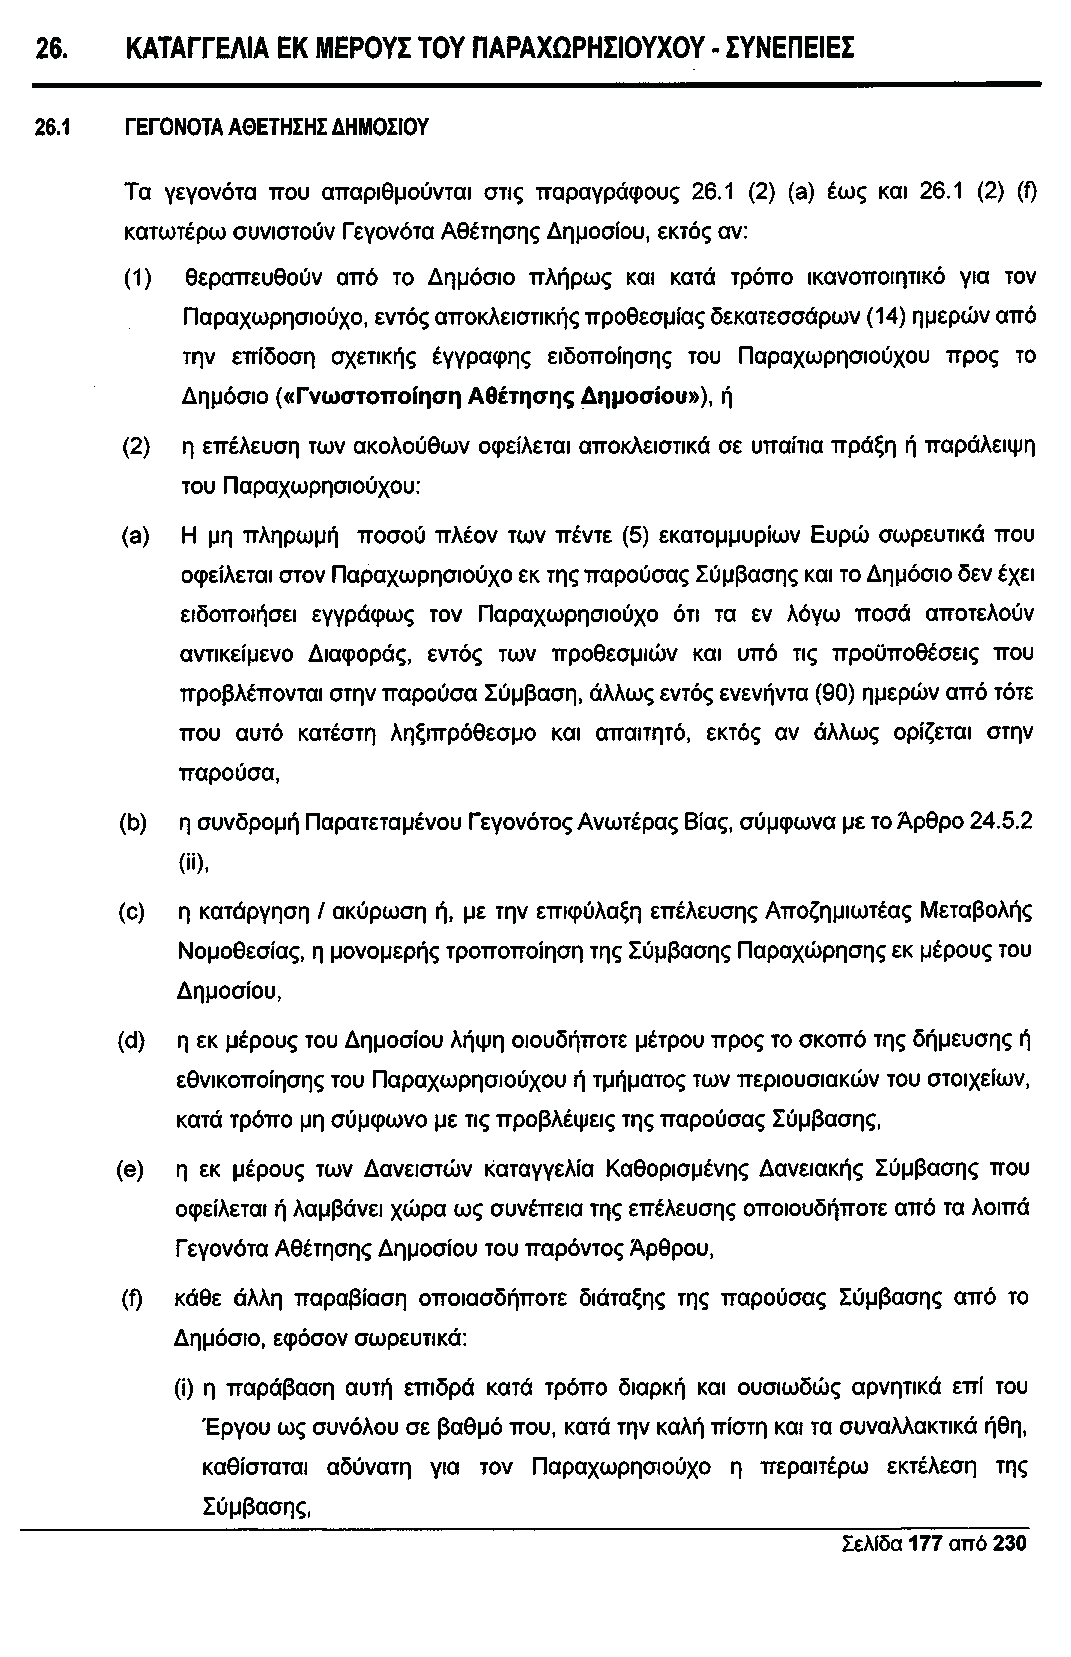 26. ΚΑΤΑΓΓΕΛΙΑ ΕΚ ΜΕΡΟΥΣ ΤΟΥ ΠΑΡΑΧΩΡΗΣΙΟΥΧΟΥ - ΣΥΝΕΠΕΙΕΣ
26.1 ΓΕΓΟΝΟΤΑ ΑΘΕΤΗΣΗΣ ΔΗΜΟΣΙΟΥ
Τα γεγονότα που απαριθμούνται στις παραγράφους 26.1 (2) (a) έως και 26.1 (2) (f)
κατωτέρω συνιστούν Γεγονότα Αθέτησης Δημοσίου, εκτός αν:
(1) θεραπευθούν από το Δημόσιο πλήρως και κατά τρόπο ικανοποιητικό για τον
Παραχωρησιούχο, εντός αποκλειστικής προθεσμίας δεκατεσσάρων (14) ημερών από
την επίδοση σχετικής έγγραφης ειδοποίησης του Παραχωρησιούχου προς το
Δημόσιο («Γνωστοποίηση Αθέτησης Δημοσίου»), ή
(2) η επέλευση των ακολούθων οφείλεται αποκλειστικά σε υπαίτια πράξη ή παράλειψη
του Παραχωρησιούχου:
(a) Η μη πληρωμή ποσού πλέον των πέντε (5) εκατομμυρίων Ευρώ σωρευτικά που
οφείλεται στον Παραχωρησιούχο εκ της παρούσας Σύμβασης και το Δημόσιο δεν έχει
ειδοποιήσει εγγράφως τον Παραχωρησιούχο ότι τα εν λόγω ποσά αποτελούν
αντικείμενο Διαφοράς, εντός των προθεσμιών και υπό τις προϋποθέσεις που
προβλέπονται στην παρούσα Σύμβαση, άλλως εντός ενενήντα (90) ημερών από τότε
που αυτό κατέστη ληξιπρόθεσμο και απαιτητό, εκτός αν άλλως ορίζεται στην
παρούσα,
(b) η συνδρομή Παρατεταμένου Γεγονότος Ανωτέρας Βίας, σύμφωνα με το Άρθρο 24.5.2
(ii),
(c) η κατάργηση / ακύρωση ή, με την επιφύλαξη επέλευσης Αποζημιωτέας Μεταβολής
Νομοθεσίας, η μονομερής τροποποίηση της Σύμβασης Παραχώρησης εκ μέρους του
Δημοσίου,
(d) η εκ μέρους του Δημοσίου λήψη οιουδήποτε μέτρου προς το σκοπό της δήμευσης ή
εθνικοποίησης του Παραχωρησιούχου ή τμήματος των περιουσιακών του στοιχείων,
κατά τρόπο μη σύμφωνο με τις προβλέψεις της παρούσας Σύμβασης,
(e) η εκ μέρους των Δανειστών καταγγελία Καθορισμένης Δανειακής Σύμβασης που
οφείλεται ή λαμβάνει χώρα ως συνέπεια της επέλευσης οποιουδήποτε από τα λοιπά
Γεγονότα Αθέτησης Δημοσίου του παρόντος Άρθρου,
(f) κάθε άλλη παραβίαση οποιασδήποτε διάταξης της παρούσας Σύμβασης από το
Δημόσιο, εφόσον σωρευτικά:
(i) η παράβαση αυτή επιδρά κατά τρόπο διαρκή και ουσιωδώς αρνητικά επί του
Έργου ως συνόλου σε βαθμό που, κατά την καλή πίστη και τα συναλλακτικά ήθη,
καθίσταται αδύνατη για τον Παραχωρησιούχο η περαιτέρω εκτέλεση της
Σύμβασης,
Σελίδα 177 από 230